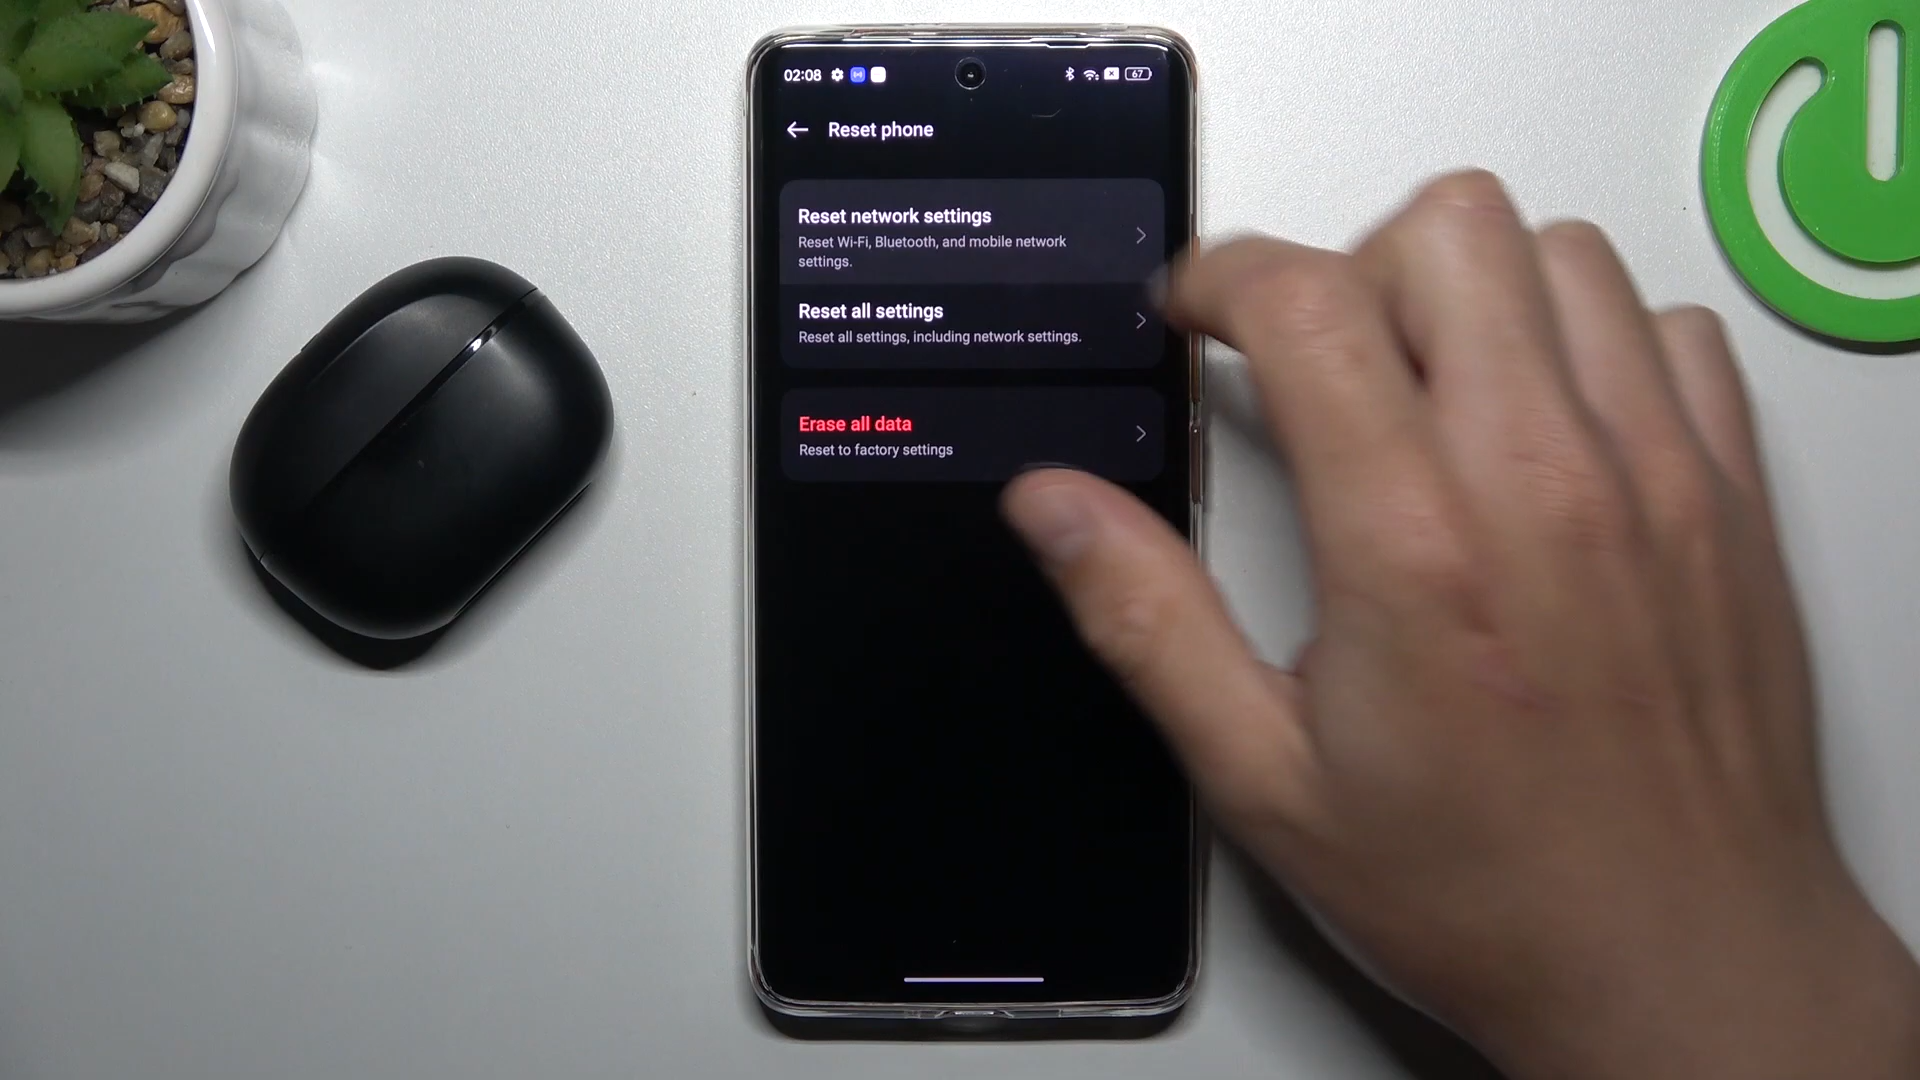 02:08 67
Reset phone
Reset network settings
Reset Wi-Fi, Bluetooth, and mobile network
settings.
Reset all settings
Reset all settings, including network settings.
Erase all data
Reset to factory settings